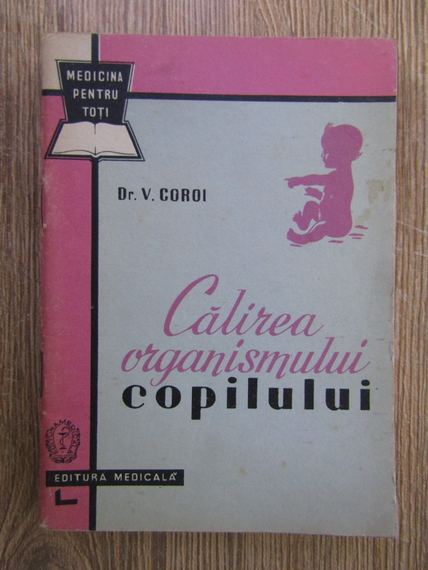 MEDICINA
PENTRU
TOȚI
Dr. V. COROI
Călirea
organismului
copilului
EDITURA MEDICALĂ